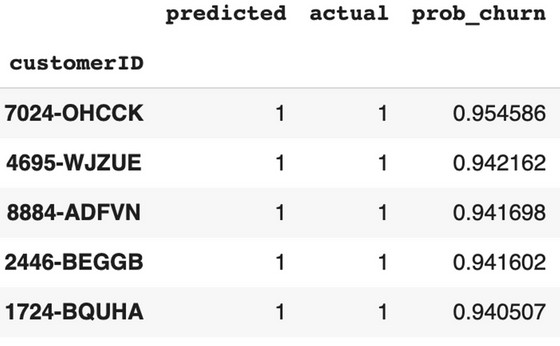 predicted actual prob_churn
customerID
7024-OHCCK 1 1 0.954586
4695-WJZUE 1 1 0.942162
8884-ADFVN 1 1 0.941698
2446-BEGGB 1 1 0.941602
1724-BQUHA 1 1 0.940507